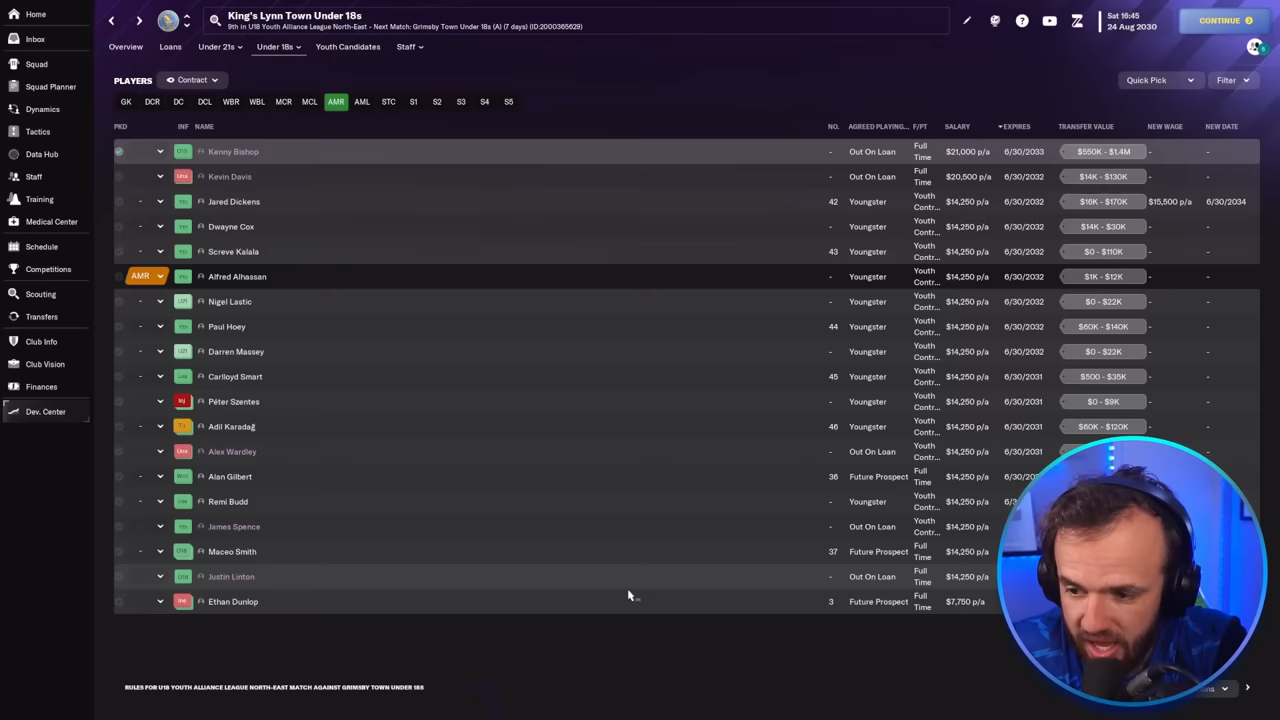 Home
Inbox
Squad
Squad Planner
Dynamics
Tactics
Data Hub
Staff
Training
Medical Center
Schedule
Competitions
Scouting
Transfers
Club Info
Club Vision
Finances
Dev. Center
King's Lynn Town Under 18s
9th in U18 Youth Alliance League North-East - Next Match: Grimsby Town Under 18s (A) (7 days) (ID:2000365629)
Sat 16:45
24 Aug 2030
CONTINUE
6
Overview Loans Under 21s Under 18s Youth Candidates Staff
PLAYERS Contract Quick Pick Filter
GK DCR DC DCL WBR WBL MCR MCL AMR AML STC S1 S2 S3 S4 S5
PKD INF NAME NO. AGREED PLAYING... F/PT SALARY EXPIRES TRANSFER VALUE NEW WAGE NEW DATE
Kenny Bishop - Out On Loan Full Time $21,000 p/a 6/30/2033 $550K - $1.4M - -
Una Kevin Davis - Out On Loan Full Time $20,500 p/a 6/30/2032 $14K - $130K - -
- Yth Jared Dickens 42 Youngster Youth Contr... $14,250 p/a 6/30/2032 $16K - $170K $15,500 p/a 6/30/2034
- Yth Dwayne Cox - Youngster Youth Contr... $14,250 p/a 6/30/2032 $14K - $30K - -
- Yth Screve Kalala 43 Youngster Youth Contr... $14,250 p/a 6/30/2032 $0 - $110K - -
AMR Yth Alfred Alhassan Youngster Youth Contr... $14,250 p/a 6/30/2032 $1K - $12K - -
- U21 Nigel Lastic - Youngster Youth Contr... $14,250 p/a 6/30/2032 $0 - $22K - -
- Yth Paul Hoey 44 Youngster Youth Contr... $14,250 p/a 6/30/2032 $60K - $140K - -
- U21 Darren Massey - Youngster Youth Contr... $14,250 p/a 6/30/2032 $0 - $22K - -
- Carlloyd Smart 45 Youngster Youth Contr... $14,250 p/a 6/30/2031 $500 - $35K - -
Inj Péter Szentes - Youngster Youth Contr... $14,250 p/a 6/30/2031 $0 - $9K - -
- Adil Karadağ 46 Youngster Youth Contr... $14,250 p/a 6/30/2031 $60K - $120K - -
Una Alex Wardley - Out On Loan Youth Contr... $14,250 p/a 6/30/2031
- Wnt Alan Gilbert 36 Future Prospect Full Time $14,250 p/a
- Remi Budd - Youngster Youth Contr... $14,250 p/a
Yth James Spence - Out On Loan Youth Contr... $14,250 p/a
- Maceo Smith 37 Future Prospect Full Time $14,250 p/a
Justin Linton - Out On Loan Full Time $14,250 p/a
Ine Ethan Dunlop 3 Future Prospect Full Time $7,750 p/a
RULES FOR U18 YOUTH ALLIANCE LEAGUE NORTH-EAST MATCH AGAINST GRIMSBY TOWN UNDER 18S